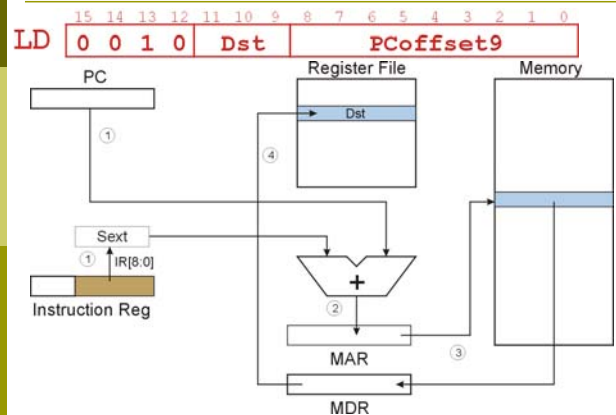 15 14 13 12 11 10 9 8 7 6 5 4 3 2 1 0
LD 0 0 1 0 Dst PCoffset9
PC
Register File
Memory
Dst
1
4
Sext
1
IR[8:0]
+
Instruction Reg
2
MAR
3
MDR